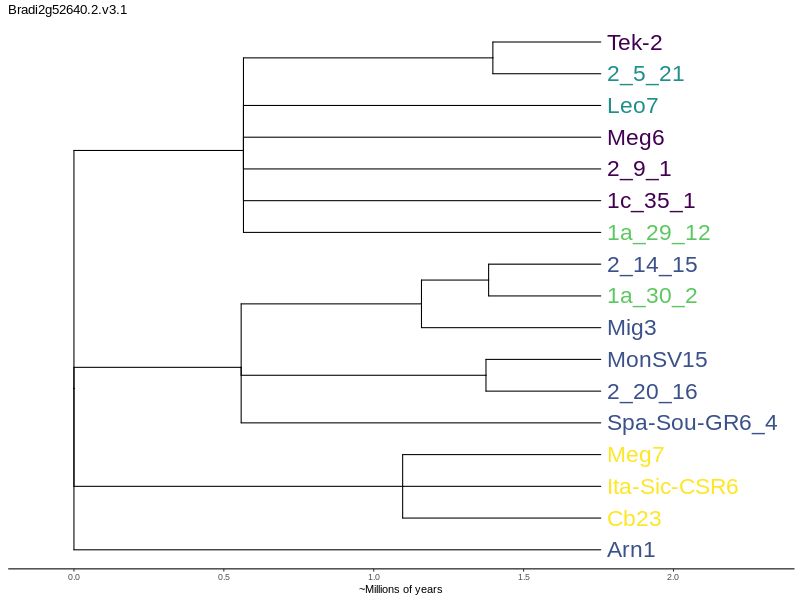 Bradi2g52640.2.v3.1
Tek-2
2_5_21
Leo7
Meg6
2_9_1
1c_35_1
1a_29_12
2_14_15
1a_30_2
Mig3
MonSV15
2_20_16
Spa-Sou-GR6_4
Meg7
Ita-Sic-CSR6
Cb23
Arn1
0.0 0.5 1.0 1.5 2.0
~Millions of years